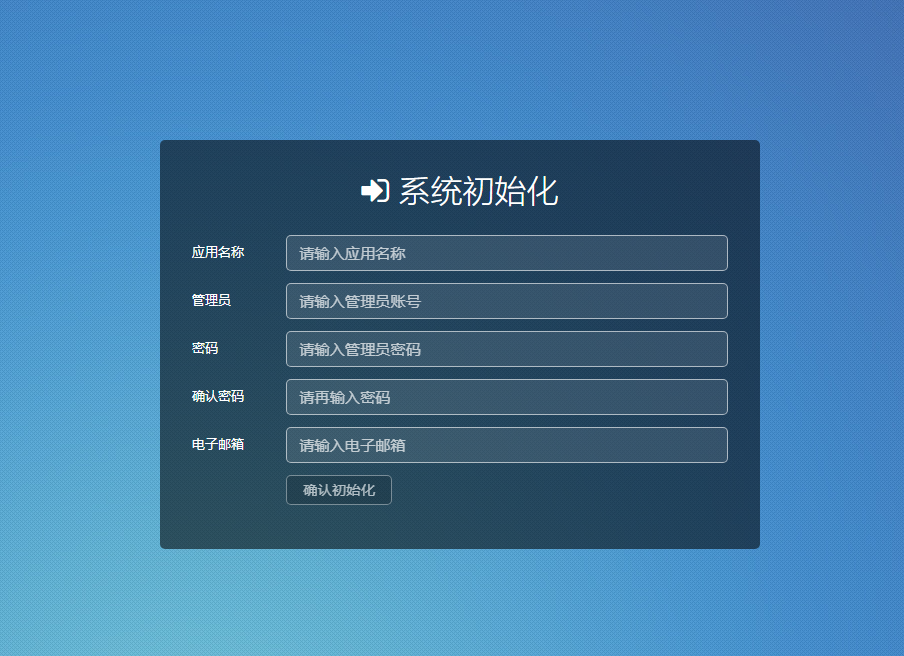 系统初始化
应用名称 请输入应用名称
管理员 请输入管理员账号
密码 请输入管理员密码
确认密码 请再输入密码
电子邮箱 请输入电子邮箱
确认初始化